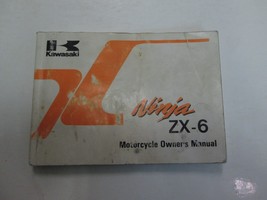 Kawasaki
Ninja
ZX-6
Motorcycle Owner's Manual